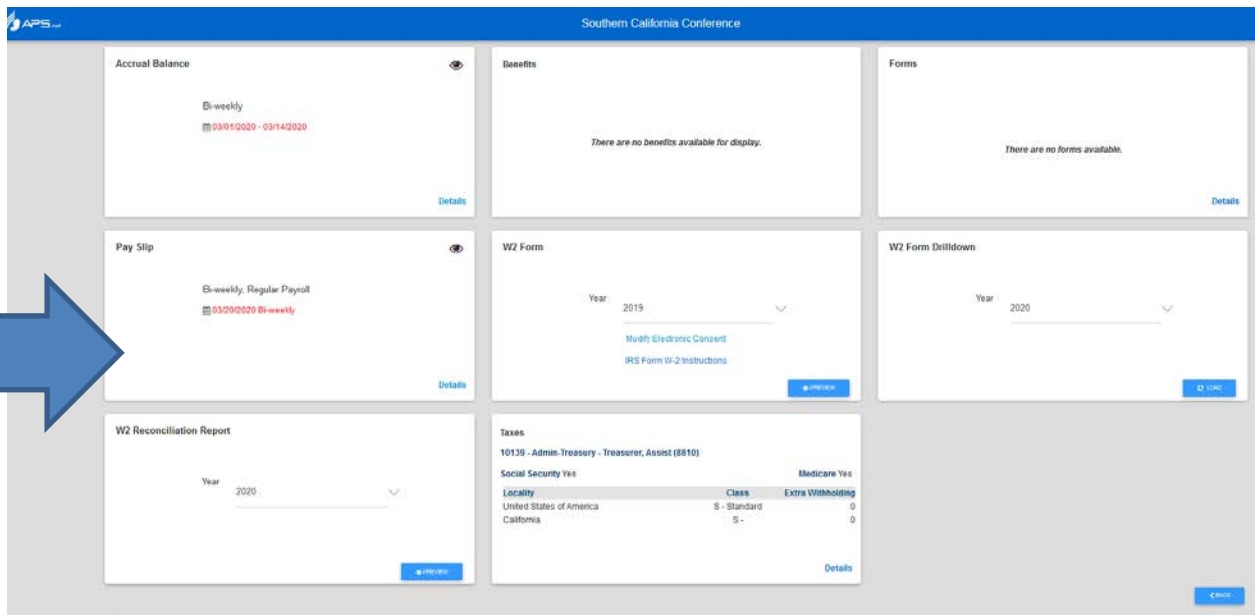 APS.net
Southern California Conference
Accrual Balance
Bi-weekly
03/01/2020 - 03/14/2020
Details
Benefits
There are no benefits available for display.
Forms
There are no forms available.
Details
Pay Slip
Bi-weekly, Regular Payroll
03/20/2020 Bi-weekly
Details
W2 Form
Year
2019
Modify Electronic Consent
IRS Form W-2 Instructions
PREVIEW
W2 Form Drilldown
Year
2020
LOAD
W2 Reconciliation Report
Year
2020
PREVIEW
Taxes
10139 - Admin-Treasury - Treasurer, Assist (8810)
Social Security Yes Medicare Yes
Locality Class Extra Withholding
United States of America S - Standard 0
California S - 0
Details
BACK